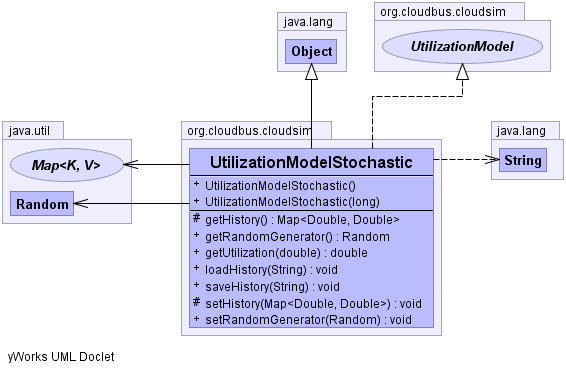 org.cloudbus.cloudsim
java.lang
UtilizationModel
Object
java.util
org.cloudbus.cloudsim
java.lang
Map<K, V>
UtilizationModelStochastic
String
+ UtilizationModelStochastic()
Random
+ UtilizationModelStochastic(long)
# getHistory() : Map<Double, Double>
+ getRandomGenerator() : Random
+ getUtilization(double) : double
+ loadHistory(String) : void
+ saveHistory(String) : void
# setHistory(Map<Double, Double>) : void
+ setRandomGenerator(Random) : void
yWorks UML Doclet